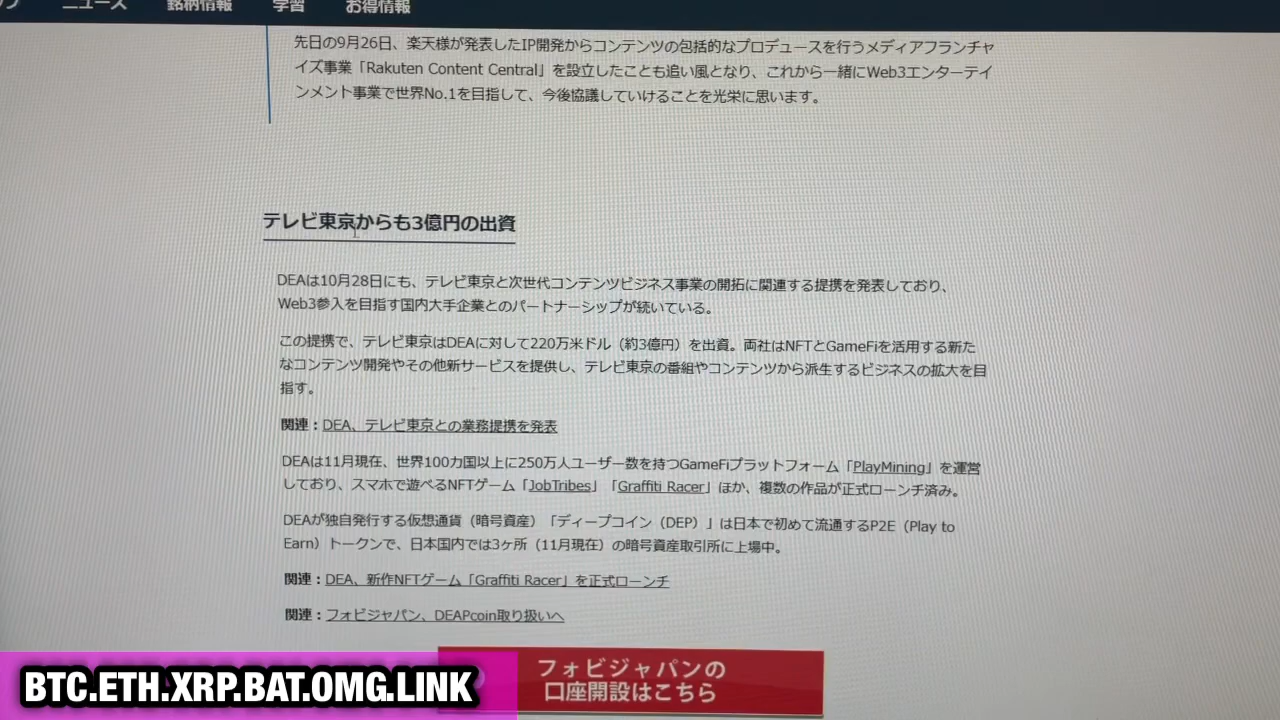 ニュース 銘柄情報 学習 お得情報
先日の9月26日、楽天様が発表したIP開発からコンテンツの包括的なプロデュースを行うメディアフランチャ
イズ事業「Rakuten Content Central」を設立したことも追い風となり、これから一緒にWeb3エンターテイ
ンメント事業で世界No.1を目指して、今後協議していけることを光栄に思います。
テレビ東京からも3億円の出資
DEAは10月28日にも、テレビ東京と次世代コンテンツビジネス事業の開拓に関連する提携を発表しており、
Web3参入を目指す国内大手企業とのパートナーシップが続いている。
この提携で、テレビ東京はDEAに対して220万米ドル（約3億円）を出資。両社はNFTとGameFiを活用する新た
なコンテンツ開発やその他新サービスを提供し、テレビ東京の番組やコンテンツから派生するビジネスの拡大を目
指す。
関連：DEA、テレビ東京との業務提携を発表
DEAは11月現在、世界100カ国以上に250万人ユーザー数を持つGameFiプラットフォーム「PlayMining」を運営
しており、スマホで遊べるNFTゲーム「JobTribes」「Graffiti Racer」ほか、複数の作品が正式ローンチ済み。
DEAが独自発行する仮想通貨（暗号資産）「ディープコイン（DEP）」は日本で初めて流通するP2E（Play to
Earn）トークンで、日本国内では3ヶ所（11月現在）の暗号資産取引所に上場中。
関連：DEA、新作NFTゲーム「Graffiti Racer」を正式ローンチ
関連：フォビジャパン、DEAPcoin取り扱いへ
フォビジャパンの
口座開設はこちら
BTC.ETH.XRP.BAT.OMG.LINK